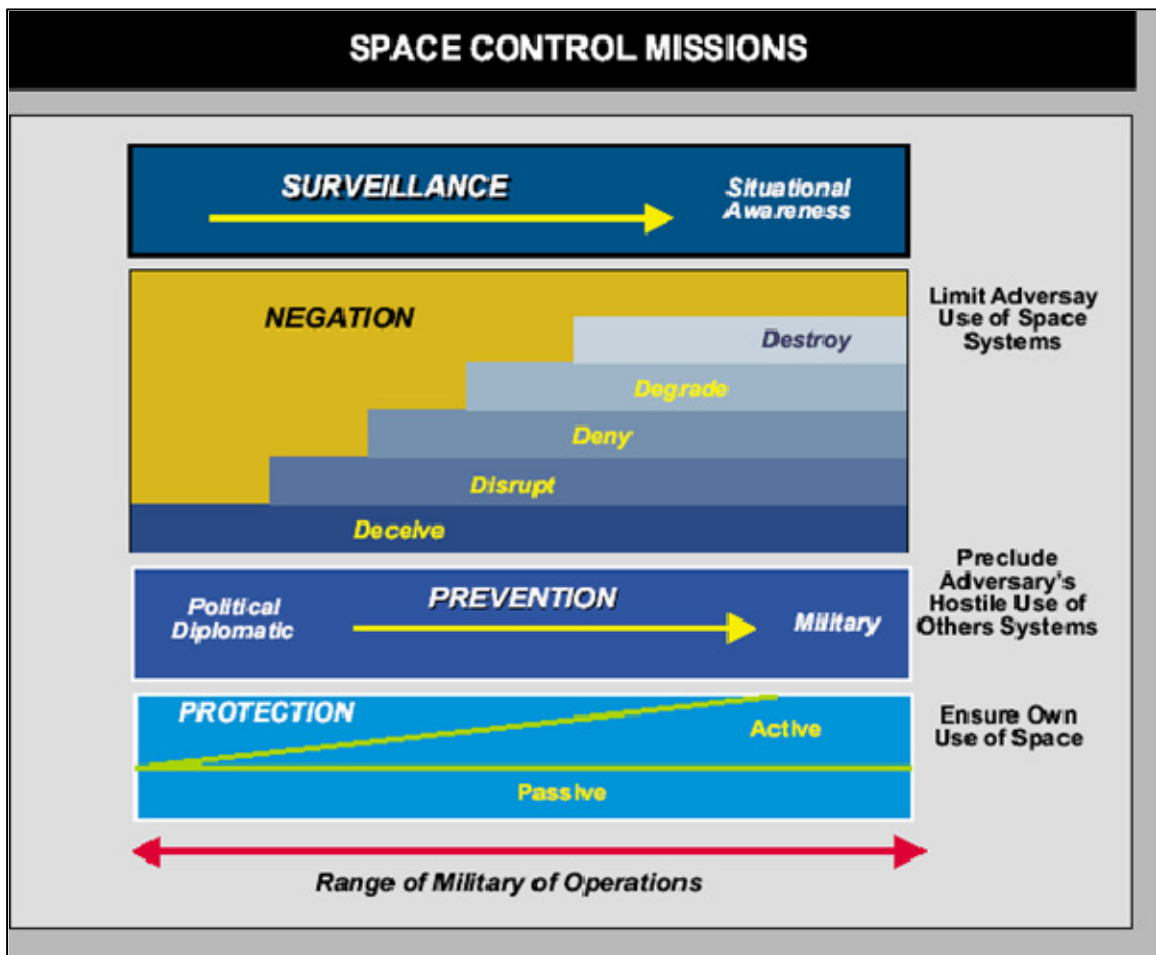 SPACE CONTROL MISSIONS
SURVEILLANCE
Situational
Awareness
NEGATION
Destroy
Degrade
Deny
Disrupt
Deceive
Limit Adversay
Use of Space
Systems
Political
Diplomatic
PREVENTION
Military
Preclude
Adversary's
Hostile Use of
Others Systems
PROTECTION
Active
Passive
Ensure Own
Use of Space
Range of Military of Operations